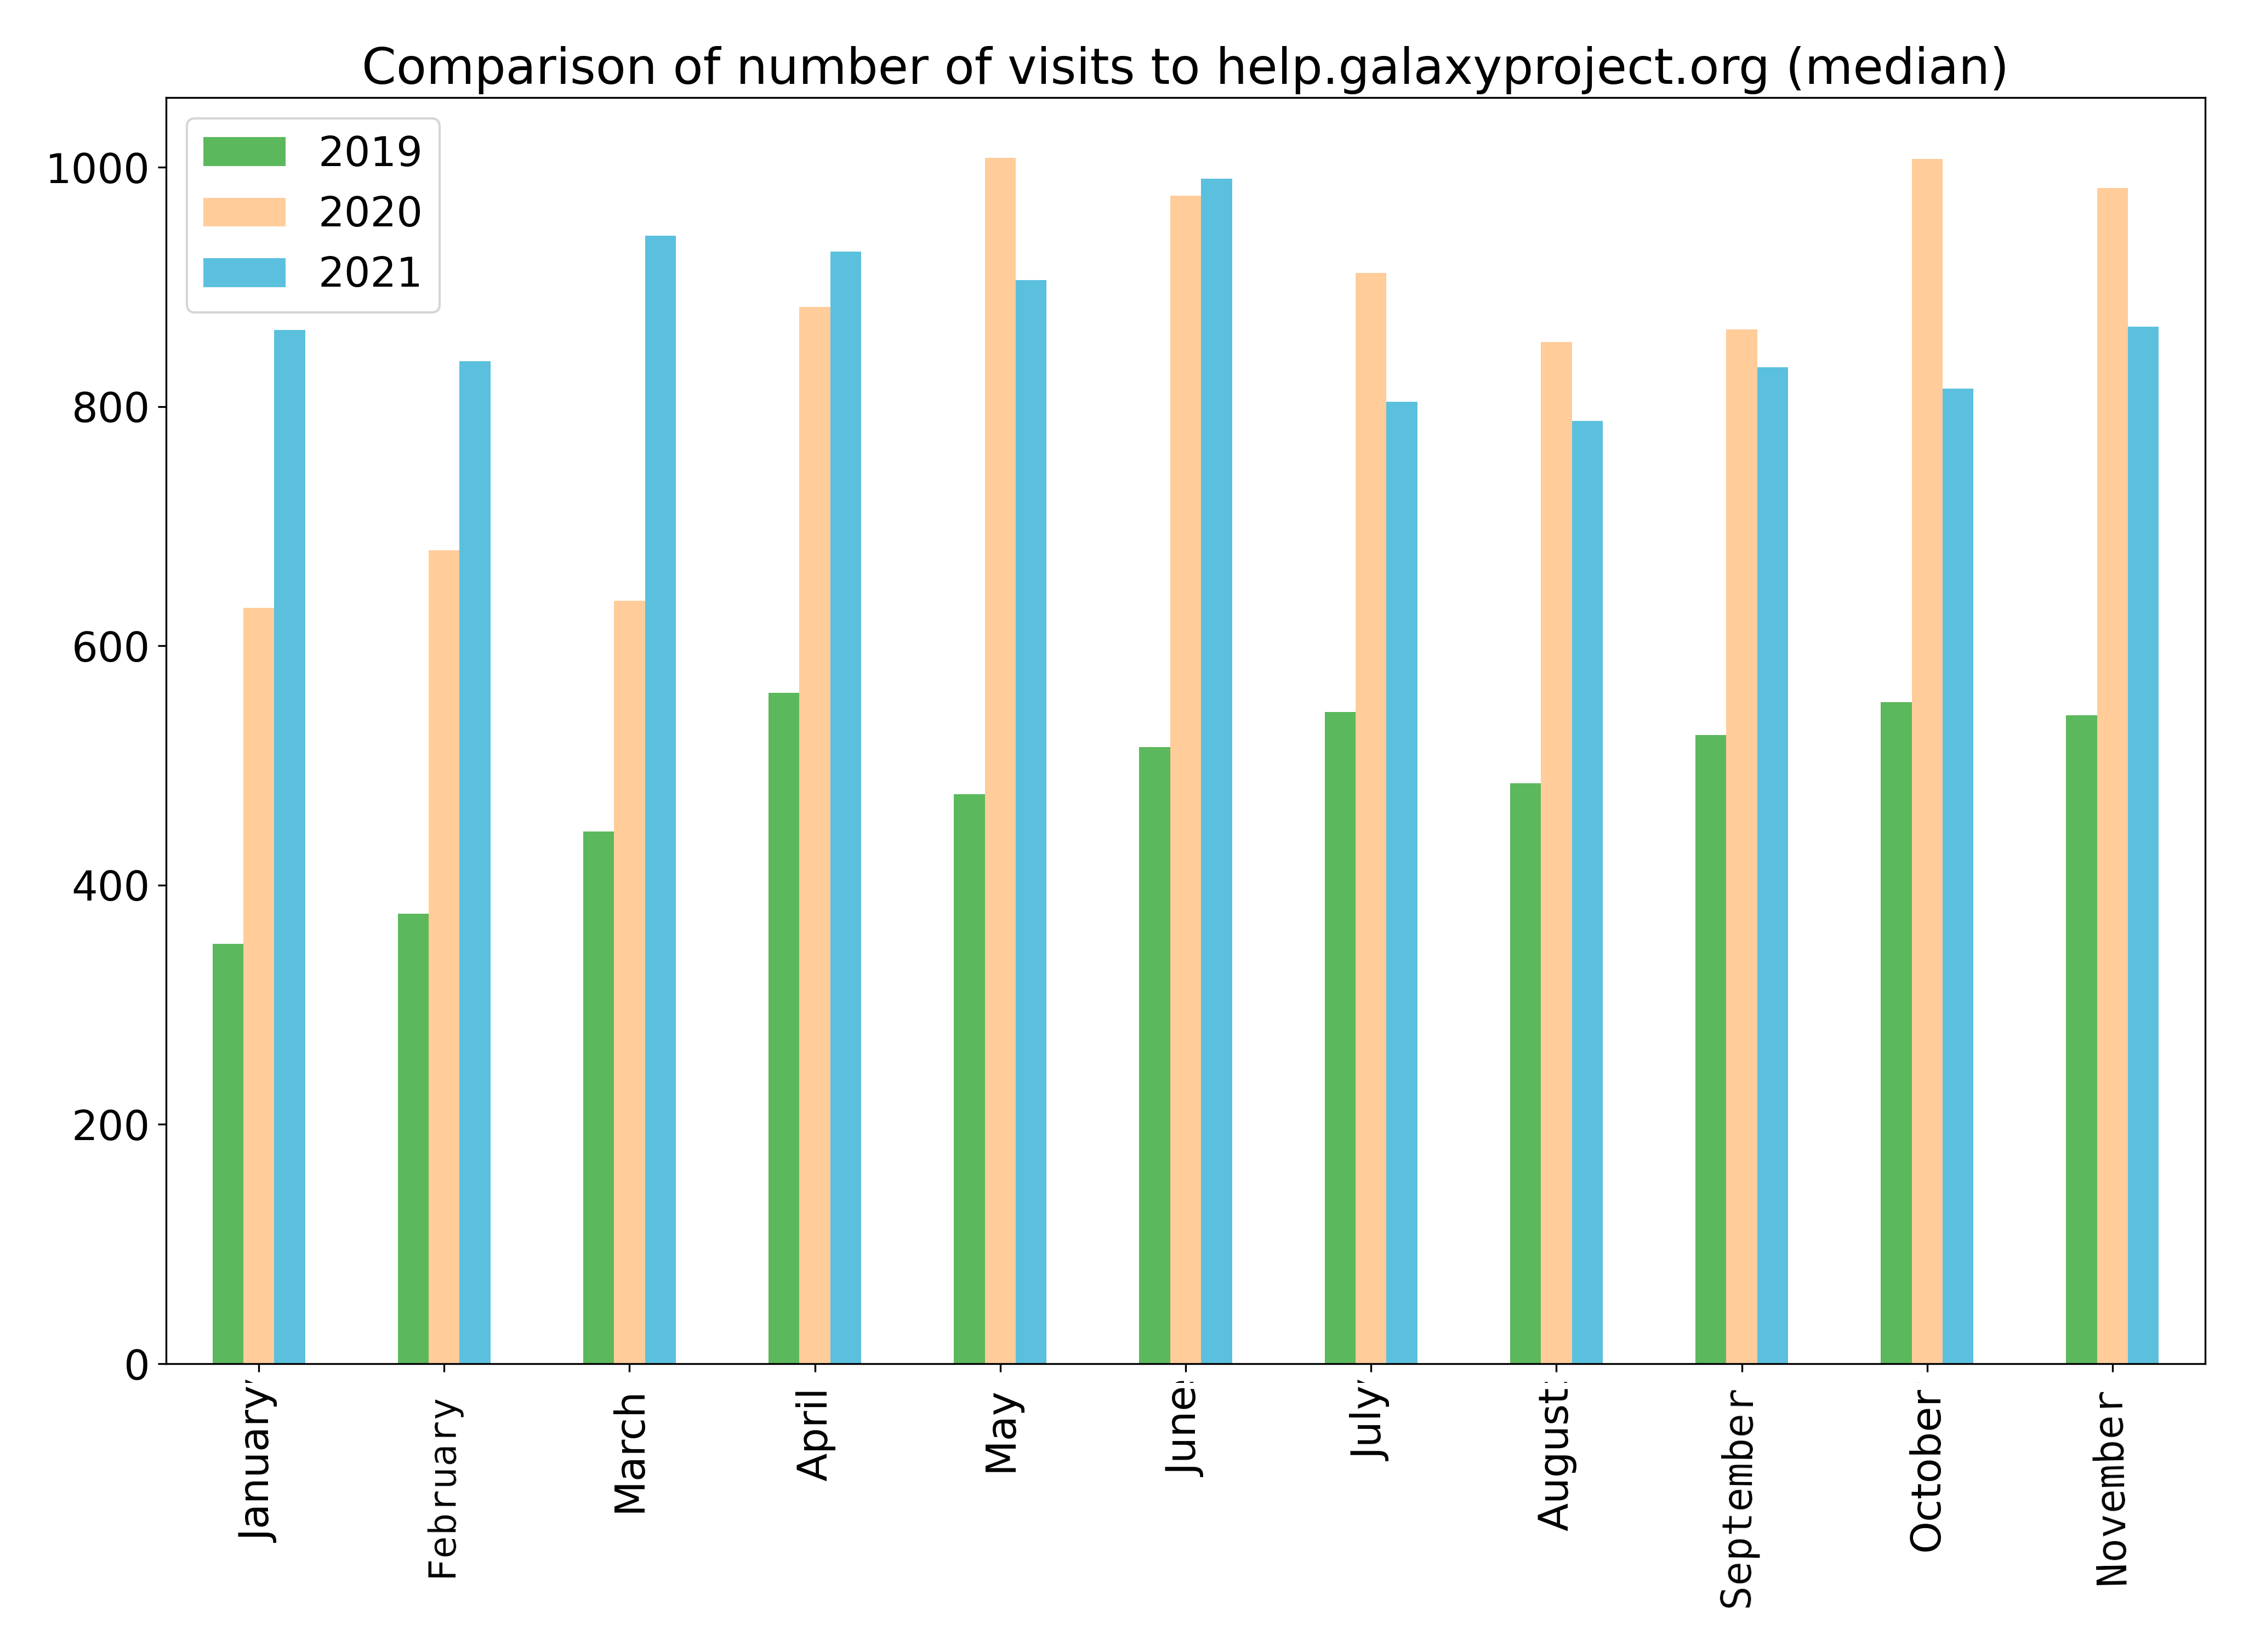 Comparison of number of visits to help.galaxyproject.org (median)
2019
2020
2021
1000
800
600
400
200
0
January
February
March
April
May
June
July
August
September
October
November